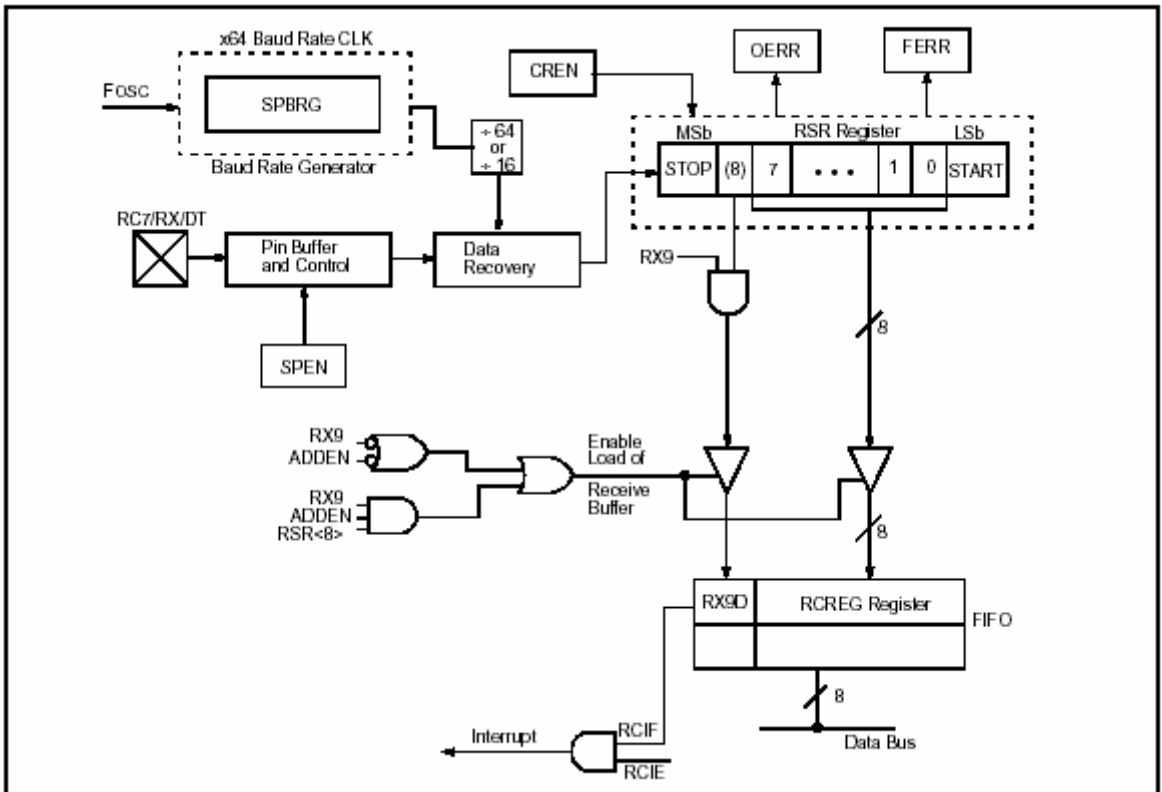 x64 Baud Rate CLK
FOSC
SPBRG
Baud Rate Generator
÷ 64
or
÷ 16
CREN
OERR
FERR
MSb
RSR Register
LSb
STOP
(8)
7
• • •
1
0
START
RC7/RX/DT
Pin Buffer
and Control
Data
Recovery
SPEN
RX9
8
RX9
ADDEN
RX9
ADDEN
RSR<8>
Enable
Load of
Receive
Buffer
8
RX9D
RCREG Register
FIFO
8
Data Bus
Interrupt
RCIF
RCIE